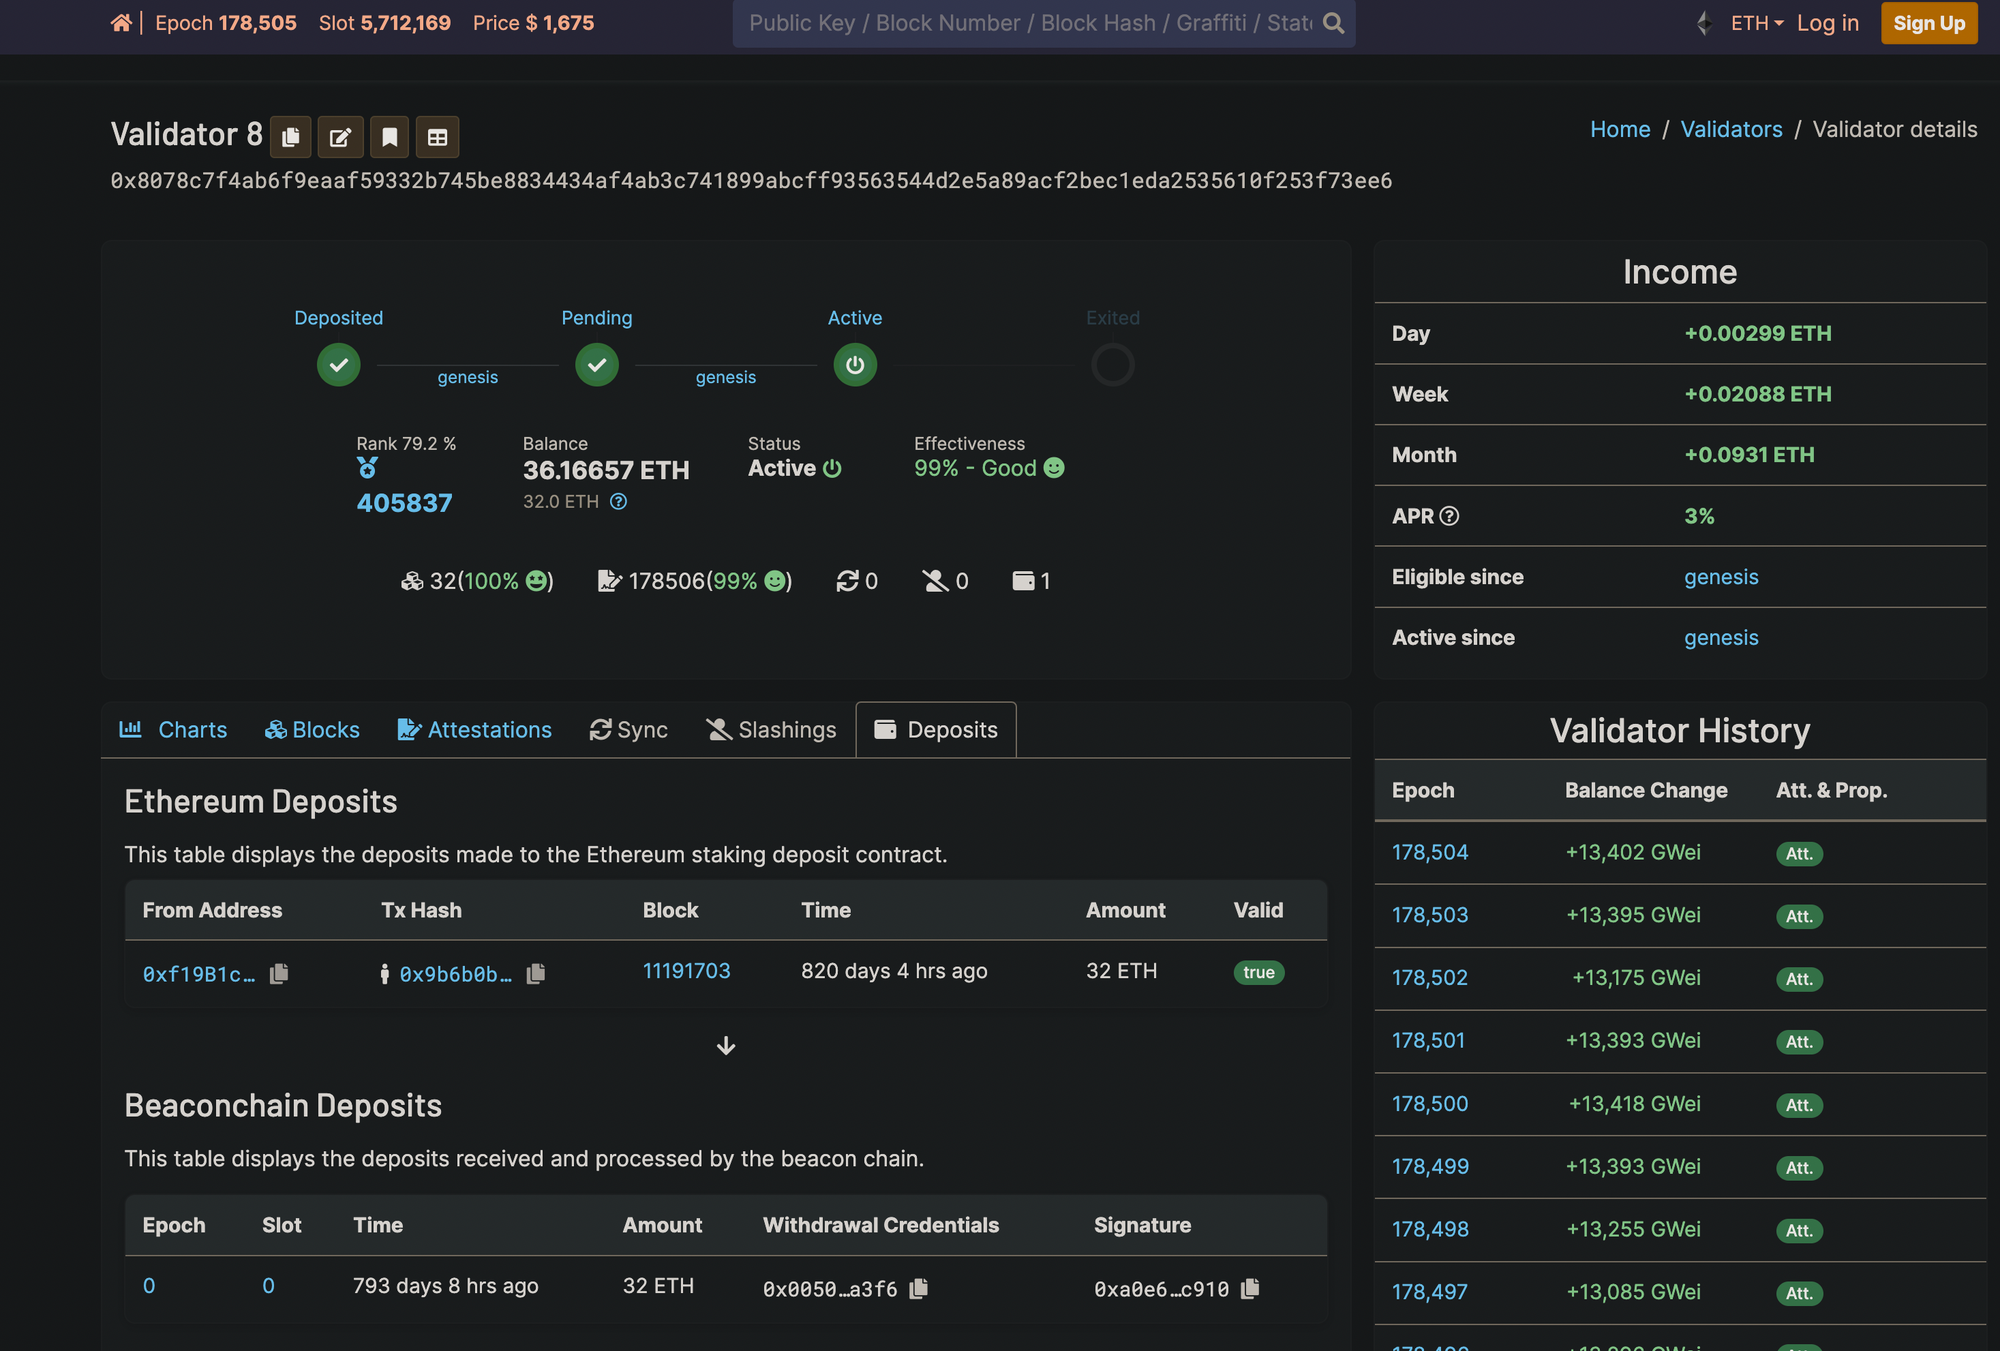 Epoch 178,505 Slot 5,712,169 Price $ 1,675
Public Key / Block Number / Block Hash / Graffiti / State
ETH Log in Sign Up
Validator 8
Home / Validators / Validator details
0x8078c7f4ab6f9eaaf59332b745be8834434af4ab3c741899abcff93563544d2e5a89acf2bec1eda2535610f253f73ee6
Deposited Pending Active Exited
genesis genesis
Rank 79.2 % Balance Status Effectiveness
36.16657 ETH Active 99% - Good
405837 32.0 ETH
32(100% ) 178506(99% ) 0 0 1
Income
Day +0.00299 ETH
Week +0.02088 ETH
Month +0.0931 ETH
APR 3%
Eligible since genesis
Active since genesis
Charts Blocks Attestations Sync Slashings Deposits
Ethereum Deposits
This table displays the deposits made to the Ethereum staking deposit contract.
From Address Tx Hash Block Time Amount Valid
0xf19B1c… 0x9b6b0b… 11191703 820 days 4 hrs ago 32 ETH true
Beaconchain Deposits
This table displays the deposits received and processed by the beacon chain.
Epoch Slot Time Amount Withdrawal Credentials Signature
0 0 793 days 8 hrs ago 32 ETH 0x0050…a3f6 0xa0e6…c910
Validator History
Epoch Balance Change Att. & Prop.
178,504 +13,402 GWei Att.
178,503 +13,395 GWei Att.
178,502 +13,175 GWei Att.
178,501 +13,393 GWei Att.
178,500 +13,418 GWei Att.
178,499 +13,393 GWei Att.
178,498 +13,255 GWei Att.
178,497 +13,085 GWei Att.